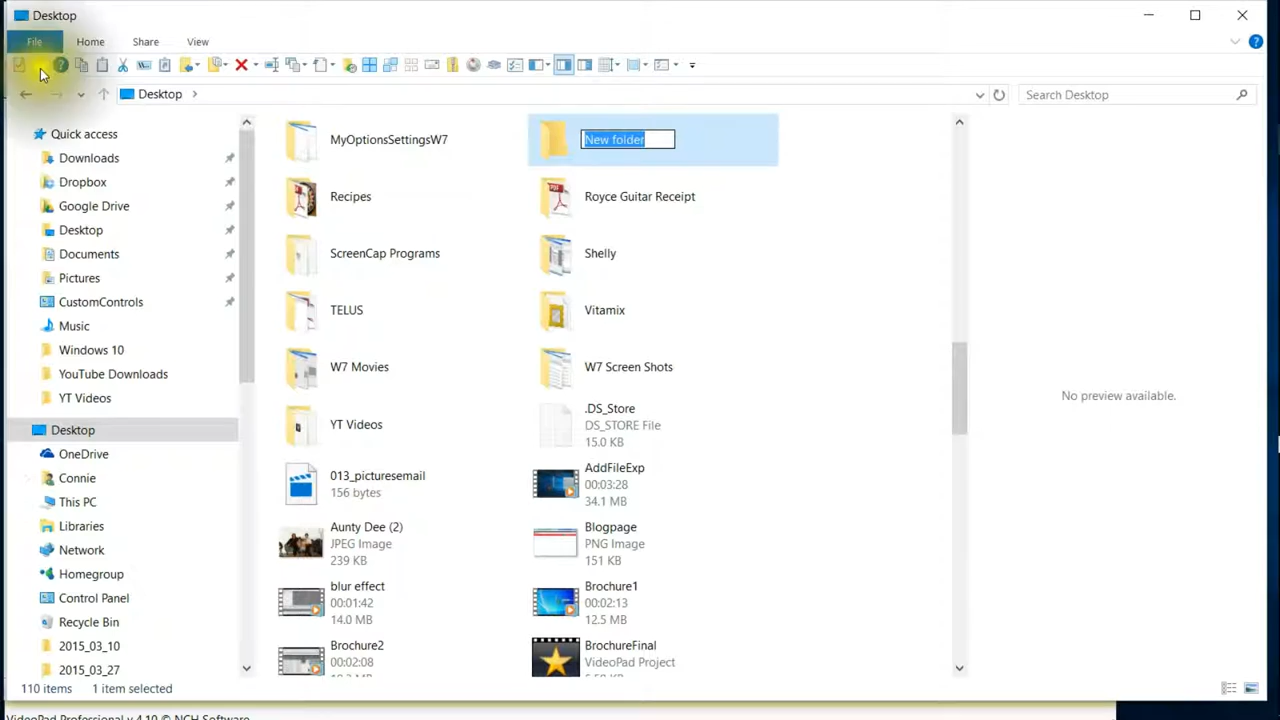 Desktop
File Home Share View
Desktop
Search Desktop
Quick access
Downloads
Dropbox
Google Drive
Desktop
Documents
Pictures
CustomControls
Music
Windows 10
YouTube Downloads
YT Videos
Desktop
OneDrive
Connie
This PC
Libraries
Network
Homegroup
Control Panel
Recycle Bin
2015_03_10
2015_03_27
MyOptionsSettingsW7
New folder
Recipes
Royce Guitar Receipt
ScreenCap Programs
Shelly
TELUS
Vitamix
W7 Movies
W7 Screen Shots
YT Videos
.DS_Store
DS_STORE File
15.0 KB
013_picturesemail
156 bytes
AddFileExp
00:03:28
34.1 MB
Aunty Dee (2)
JPEG Image
239 KB
Blogpage
PNG Image
151 KB
blur effect
00:01:42
14.0 MB
Brochure1
00:02:13
12.5 MB
Brochure2
00:02:08
BrochureFinal
VideoPad Project
No preview available.
110 items 1 item selected
VideoPad Professional v 4.10 © NCH Software